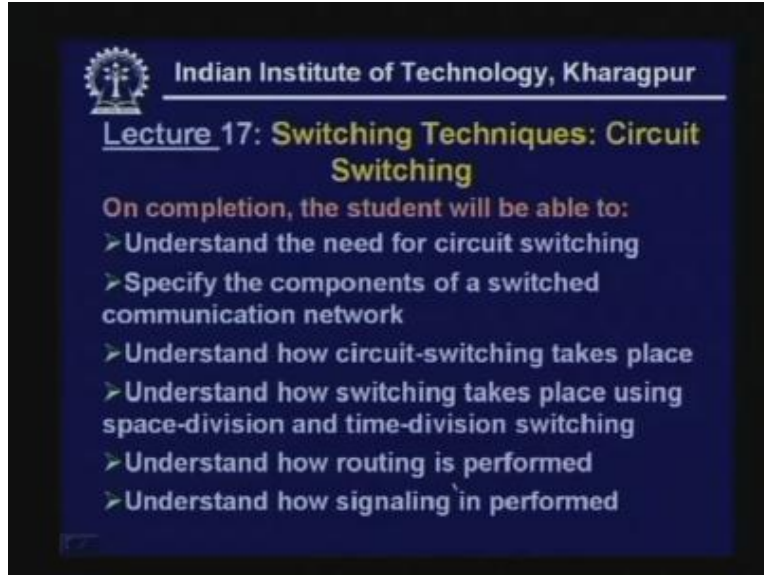 Indian Institute of Technology, Kharagpur
Lecture 17: Switching Techniques: Circuit
Switching
On completion, the student will be able to:
➢Understand the need for circuit switching
➢Specify the components of a switched
communication network
➢Understand how circuit-switching takes place
➢Understand how switching takes place using
space-division and time-division switching
➢Understand how routing is performed
➢Understand how signaling in performed